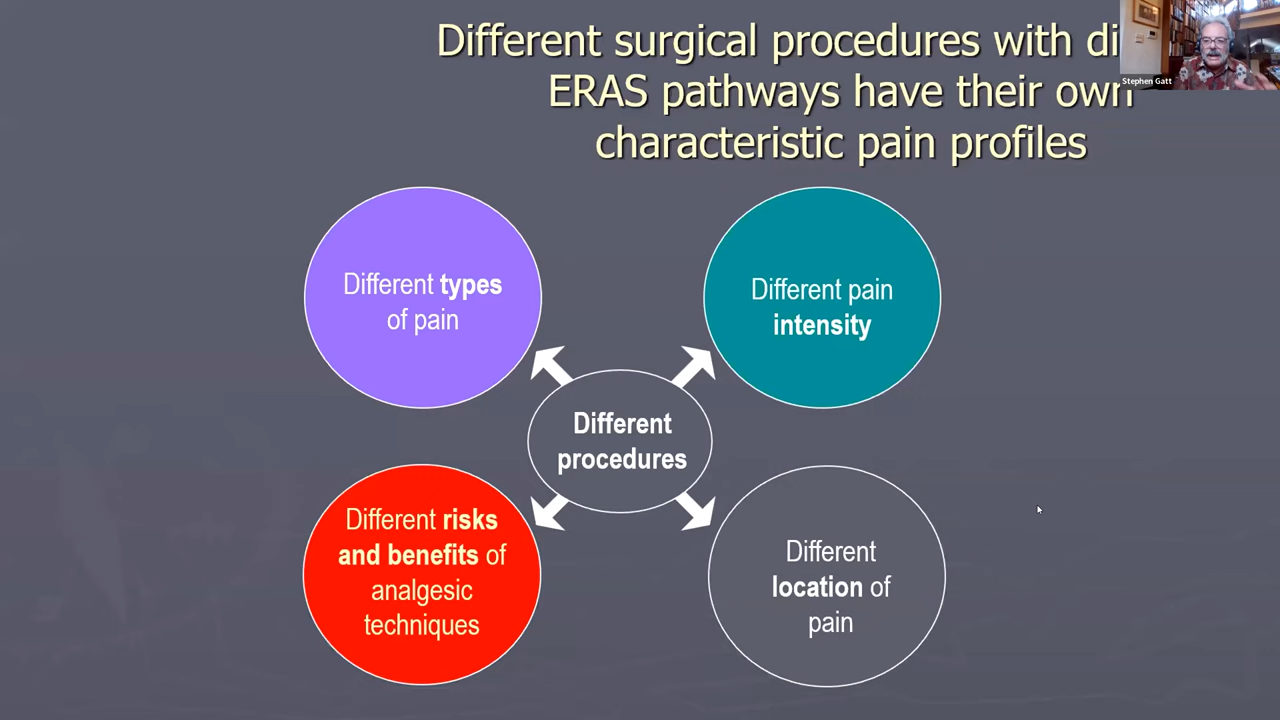 Different surgical procedures with
ERAS pathways have their own
characteristic pain profiles
Stephen Gatt
Different types
of pain
Different pain
intensity
Different
procedures
Different risks
and benefits of
analgesic
techniques
Different
location of
pain